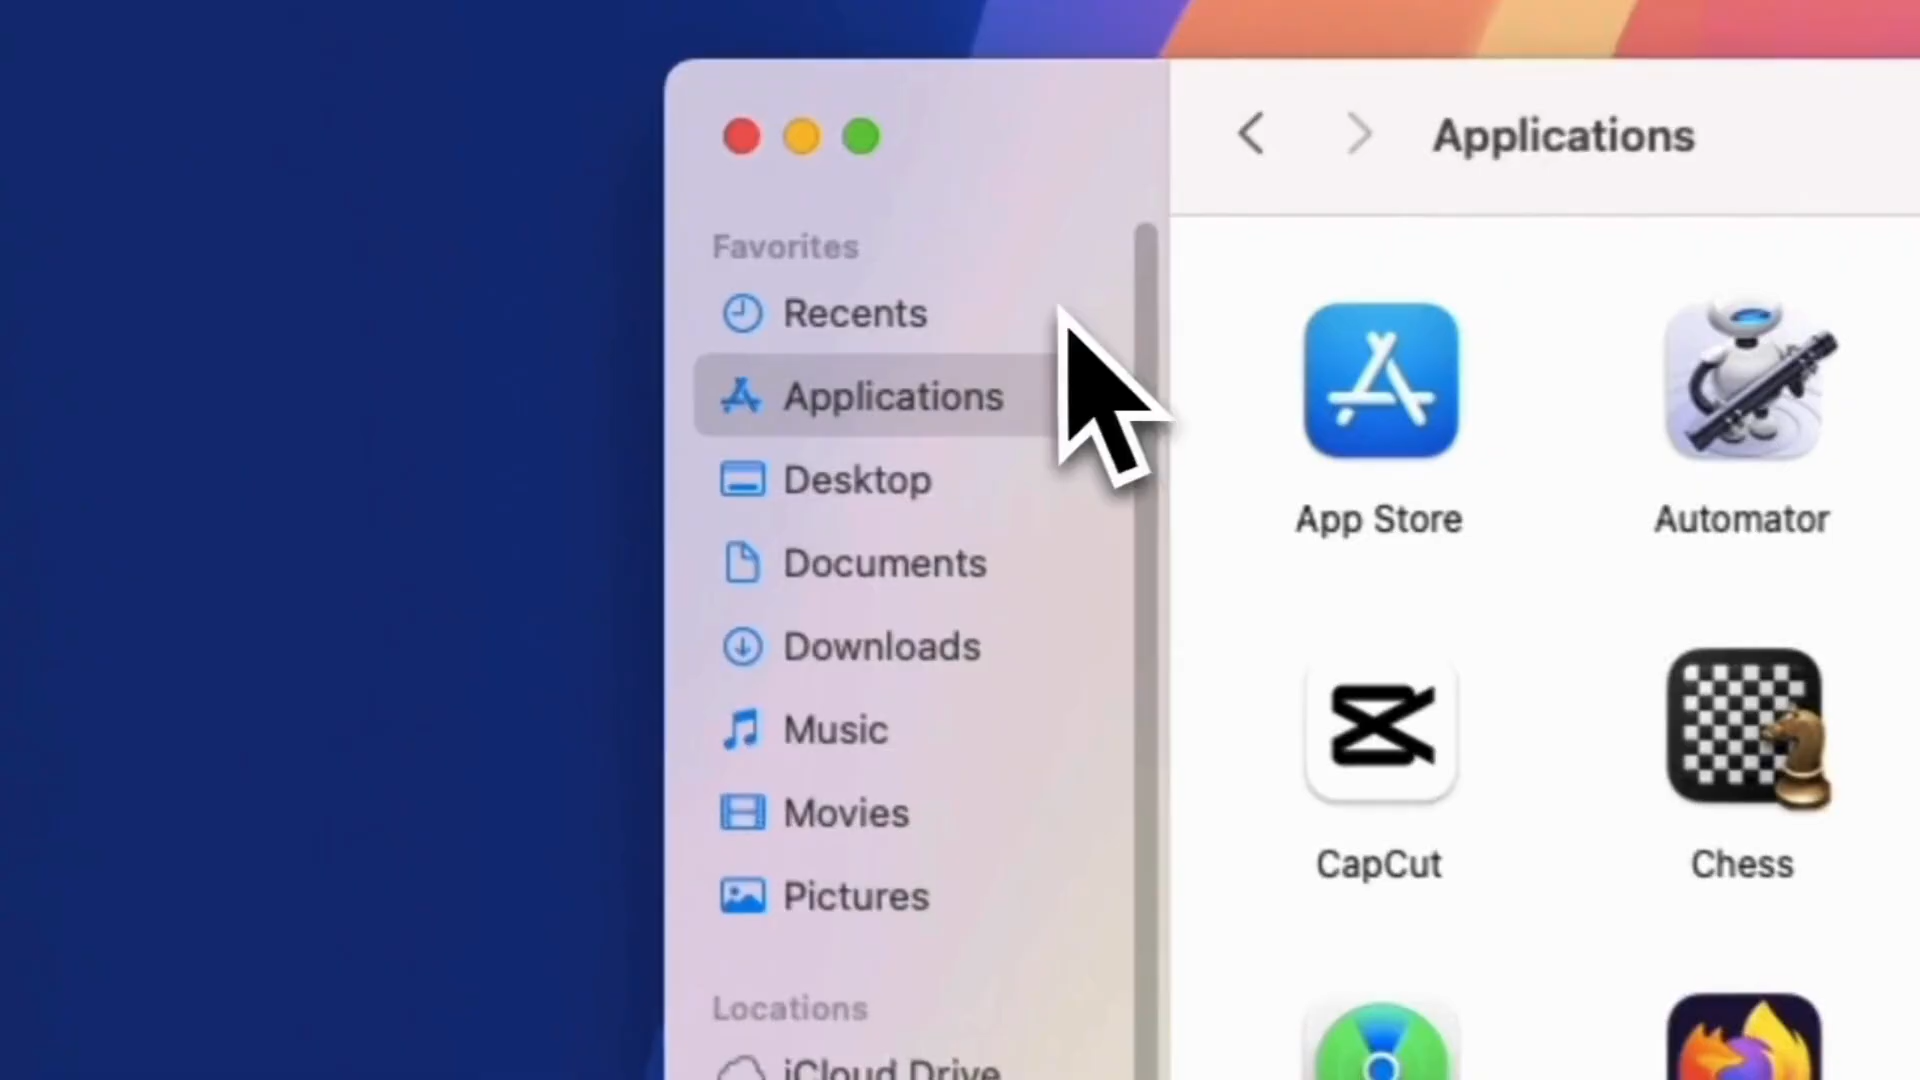 Applications
Favorites
Recents
Applications
Desktop
Documents
Downloads
Music
Movies
Pictures
Locations
iCloud Drive
App Store
Automator
CapCut
Chess